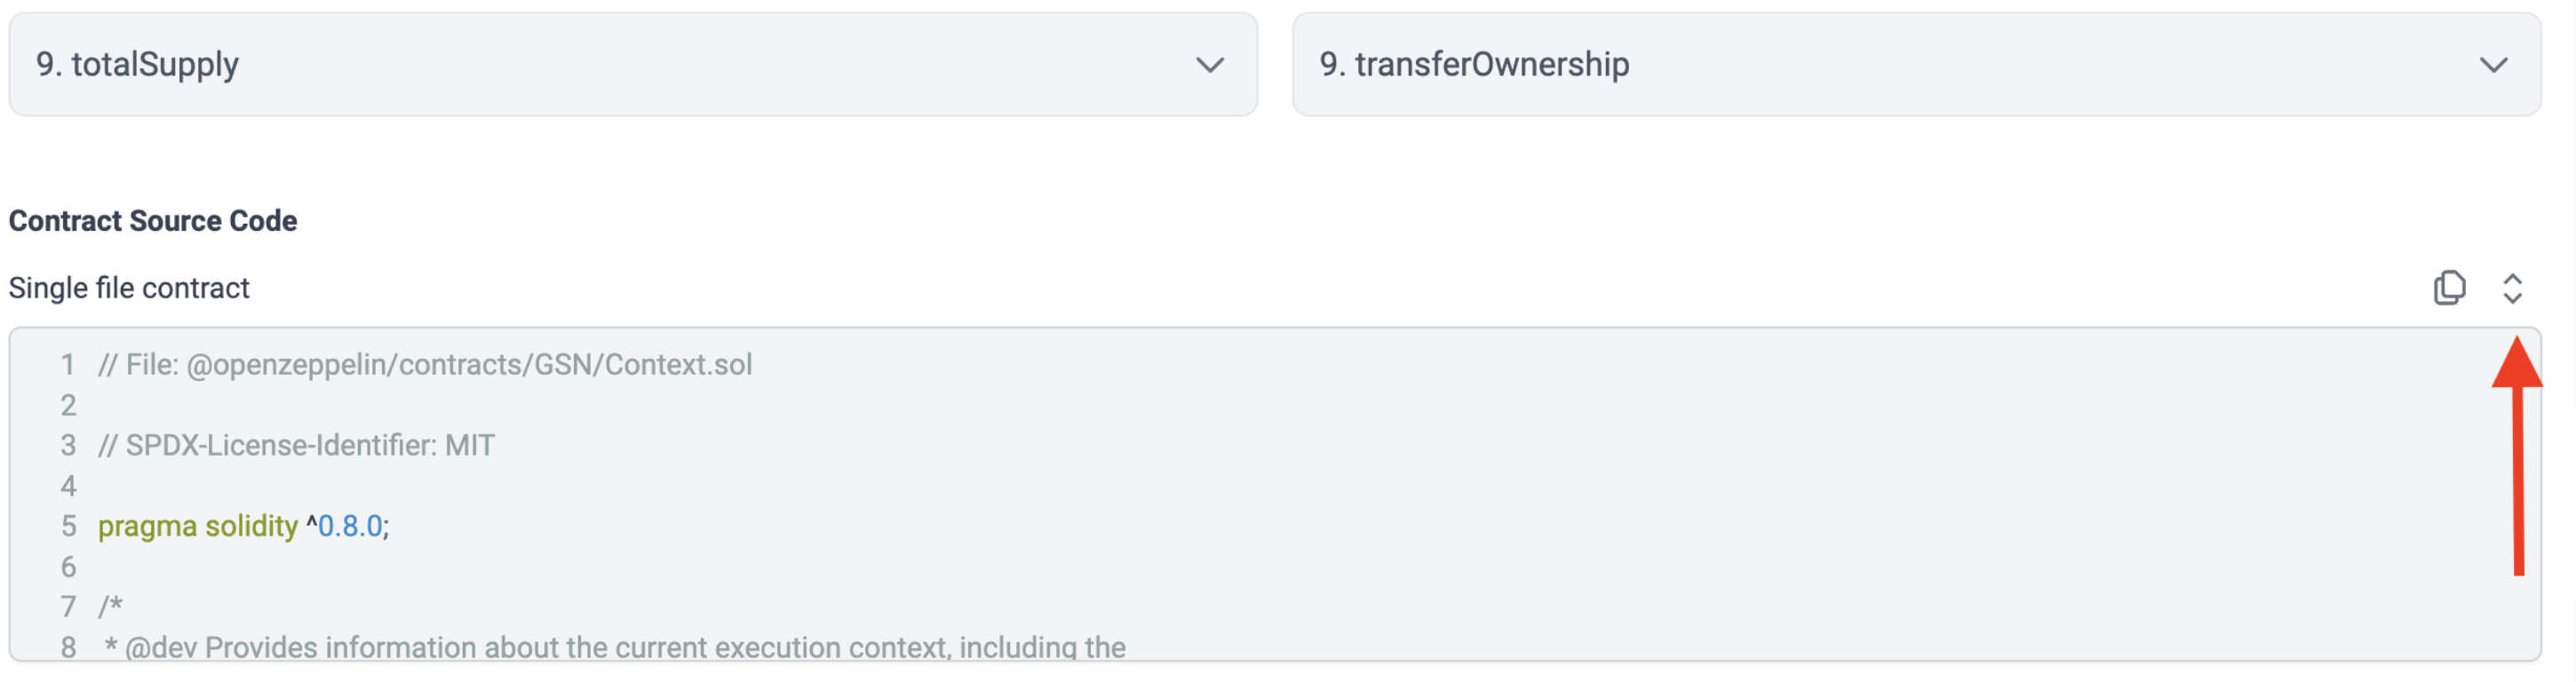 9. totalSupply
9. transferOwnership
Contract Source Code
Single file contract
1 // File: @openzeppelin/contracts/GSN/Context.sol
2
3 // SPDX-License-Identifier: MIT
4
5 pragma solidity ^0.8.0;
6
7 /*
8 * @dev Provides information about the current execution context, including the